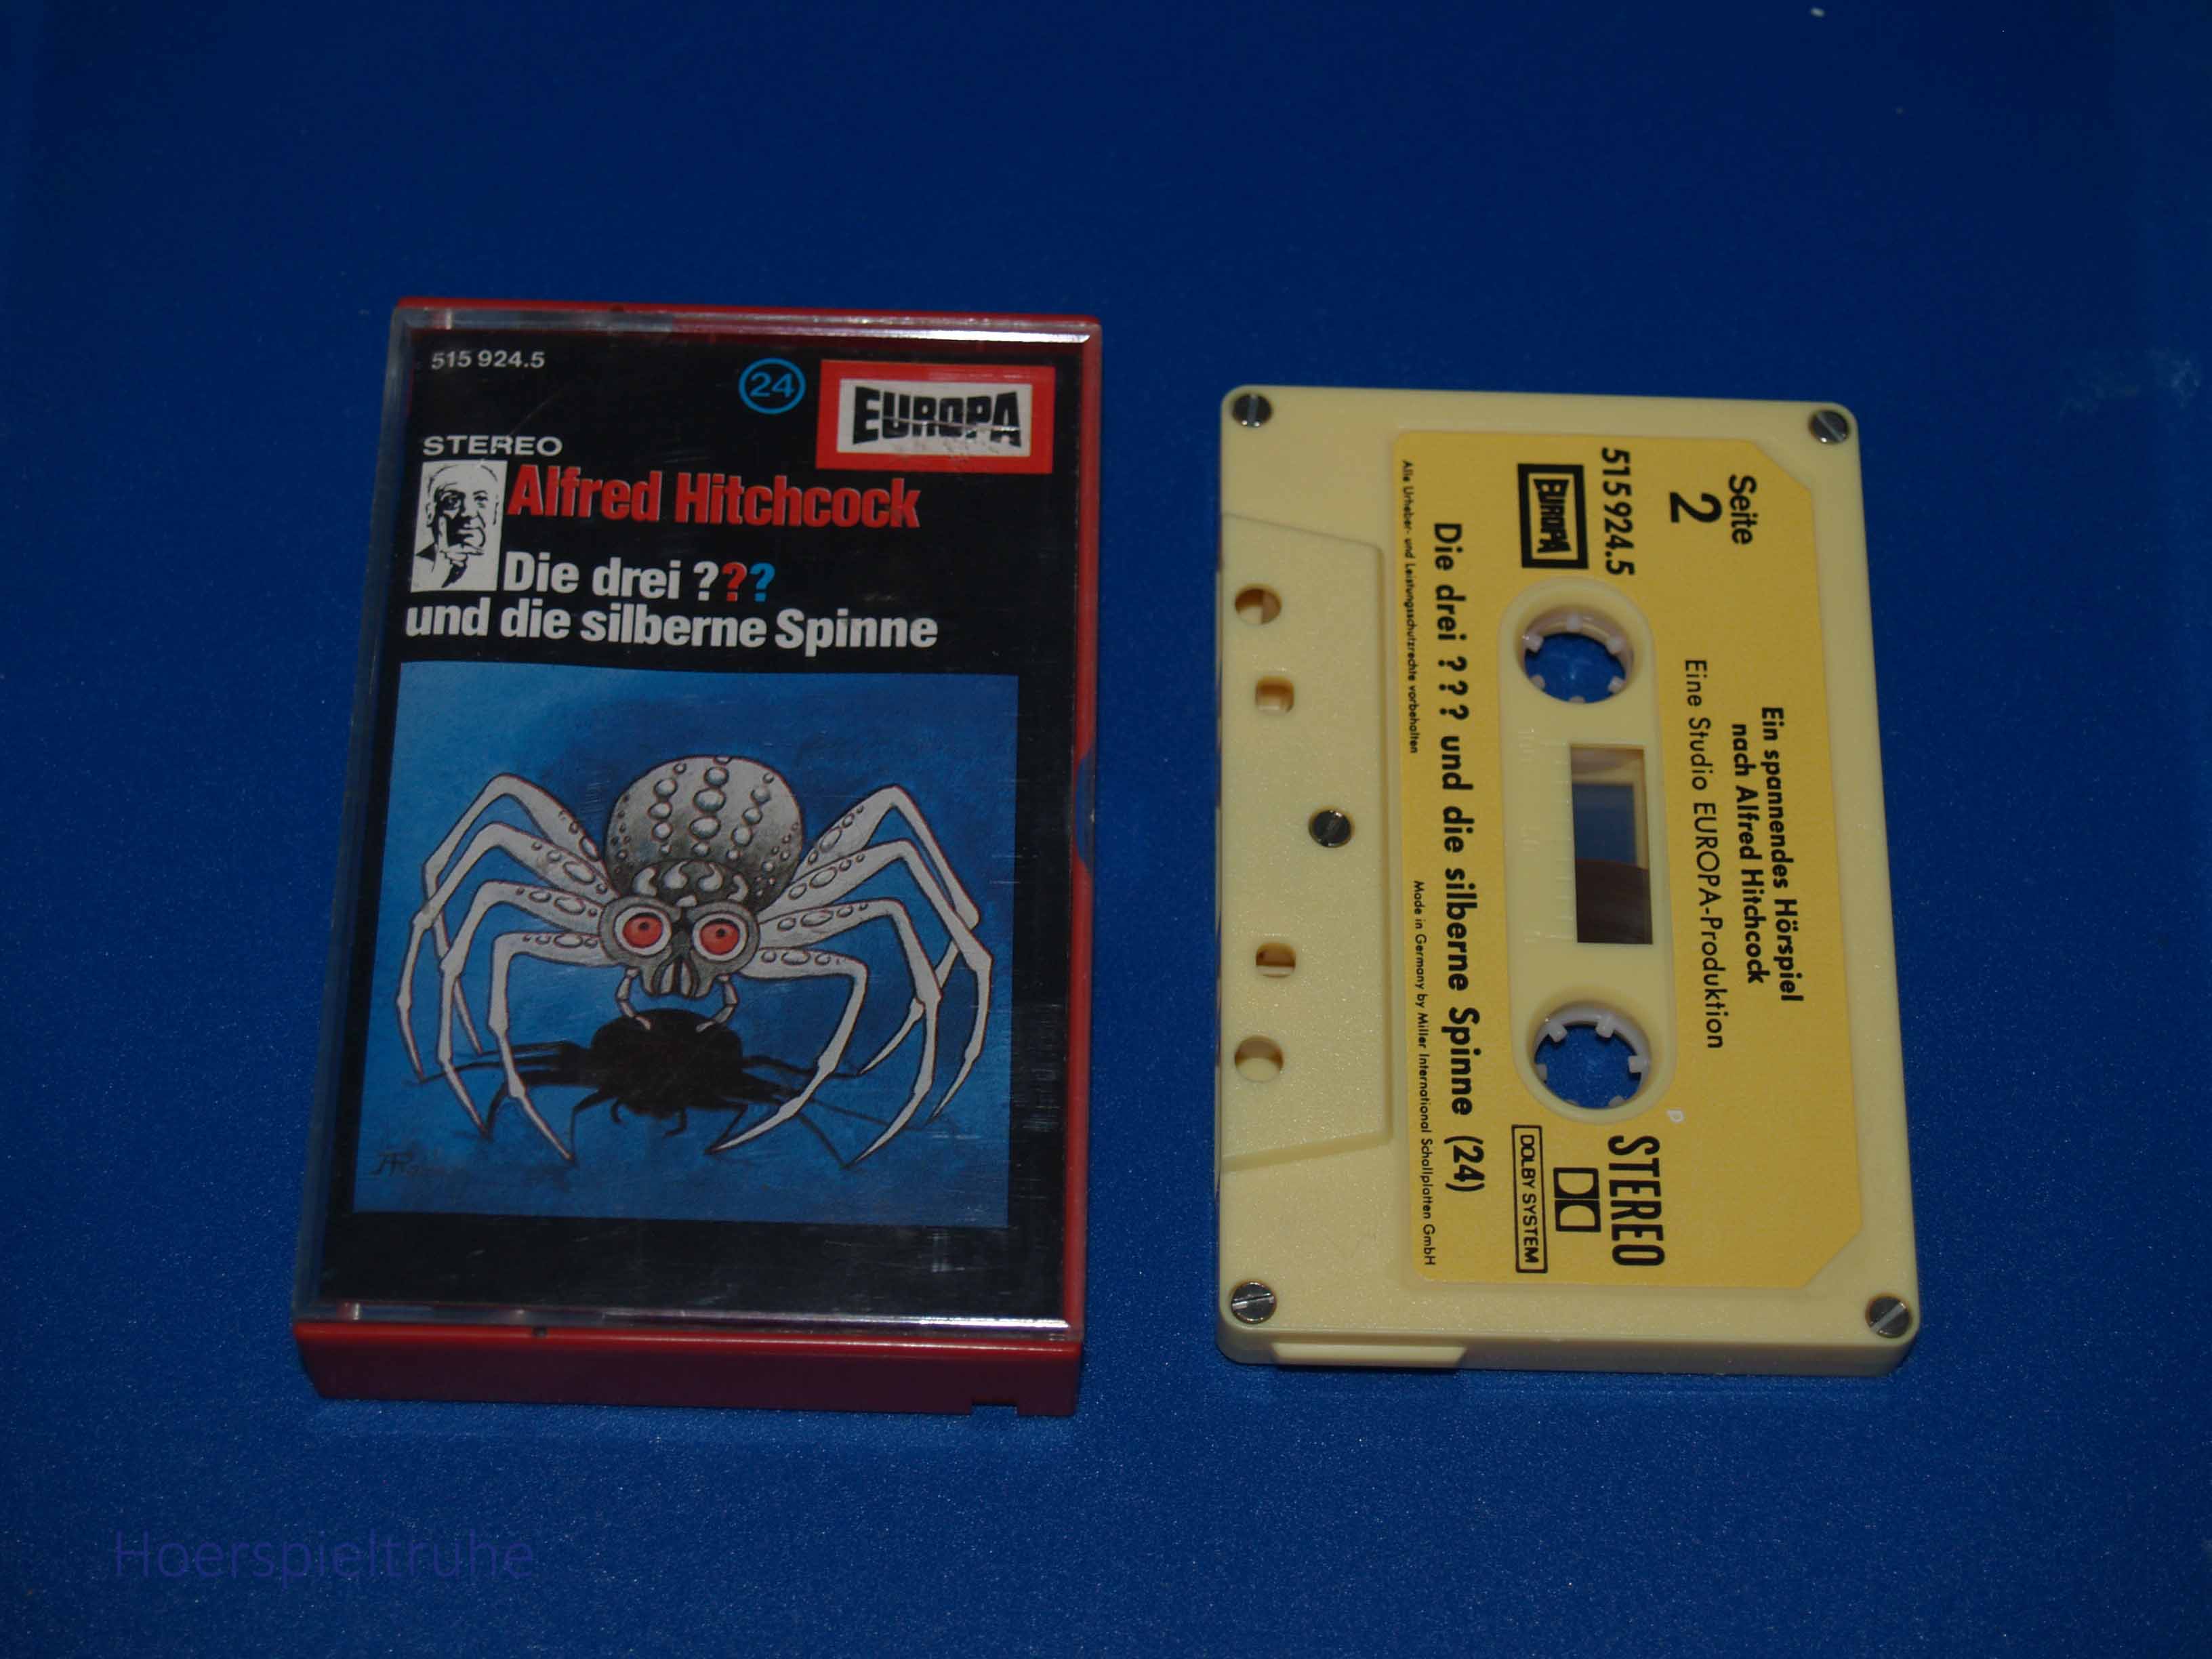 515 924.5
24
EUROPA
STEREO
Alfred Hitchcock
Die drei ???
und die silberne Spinne
Seite
2
515 924.5
EUROPA
Ein spannendes Hörspiel
nach Alfred Hitchcock
Eine Studio EUROPA-Produktion
STEREO
DOLBY SYSTEM
Die drei ? ? ? und die silberne Spinne (24)
Alle Urheber- und Leistungsschutzrechte vorbehalten
Made in Germany by Miller International Schallplatten GmbH
Hoerspieltruhe